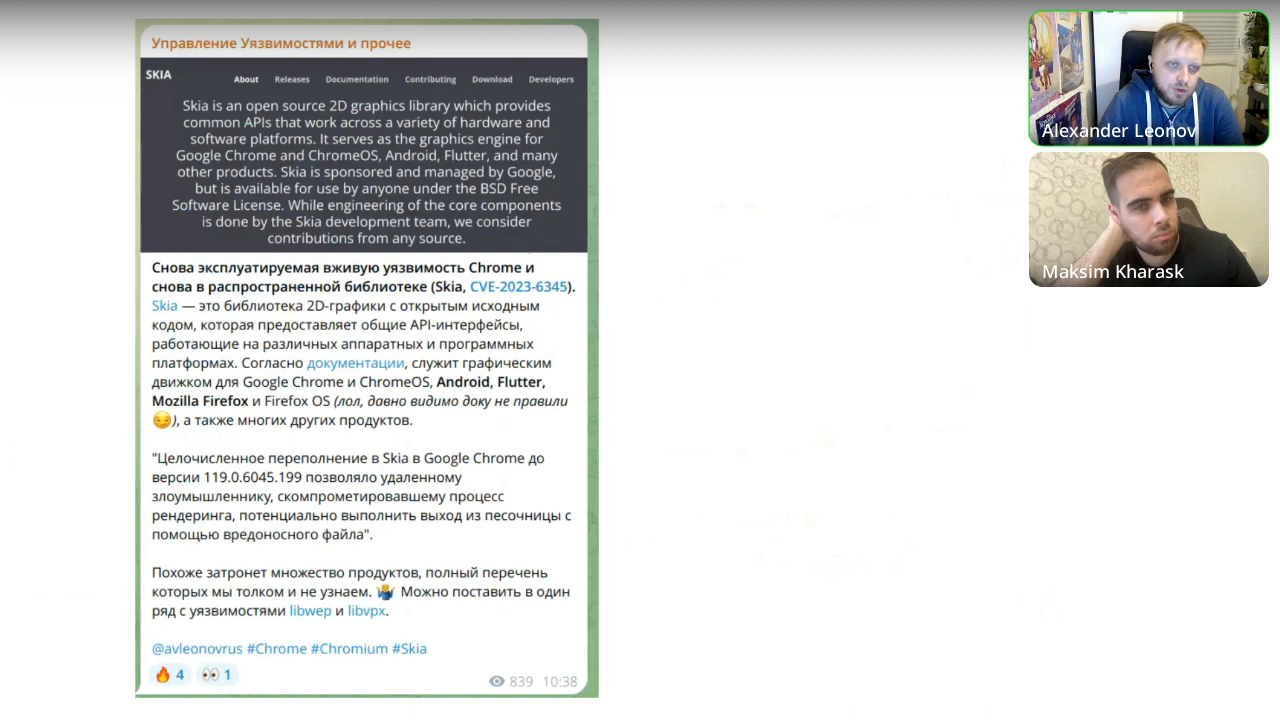 Управление Уязвимостями и прочее
SKIA
About Releases Documentation Contributing Download Developers
Skia is an open source 2D graphics library which provides
common APIs that work across a variety of hardware and
software platforms. It serves as the graphics engine for
Google Chrome and ChromeOS, Android, Flutter, and many
other products. Skia is sponsored and managed by Google,
but is available for use by anyone under the BSD Free
Software License. While engineering of the core components
is done by the Skia development team, we consider
contributions from any source.
Снова эксплуатируемая вживую уязвимость Chrome и
снова в распространенной библиотеке (Skia, CVE-2023-6345).
Skia — это библиотека 2D-графики с открытым исходным
кодом, которая предоставляет общие API-интерфейсы,
работающие на различных аппаратных и программных
платформах. Согласно документации, служит графическим
движком для Google Chrome и ChromeOS, Android, Flutter,
Mozilla Firefox и Firefox OS (лол, давно видимо доку не правили
😏), а также многих других продуктов.
"Целочисленное переполнение в Skia в Google Chrome до
версии 119.0.6045.199 позволяло удаленному
злоумышленнику, скомпрометировавшему процесс
рендеринга, потенциально выполнить выход из песочницы с
помощью вредоносного файла".
Похоже затронет множество продуктов, полный перечень
которых мы толком и не узнаем. 🤷‍♂️ Можно поставить в один
ряд с уязвимостями libwep и libvpx.
@avleonovrus #Chrome #Chromium #Skia
🔥 4 👀 1
839 10:38
Alexander Leonov
Maksim Kharask